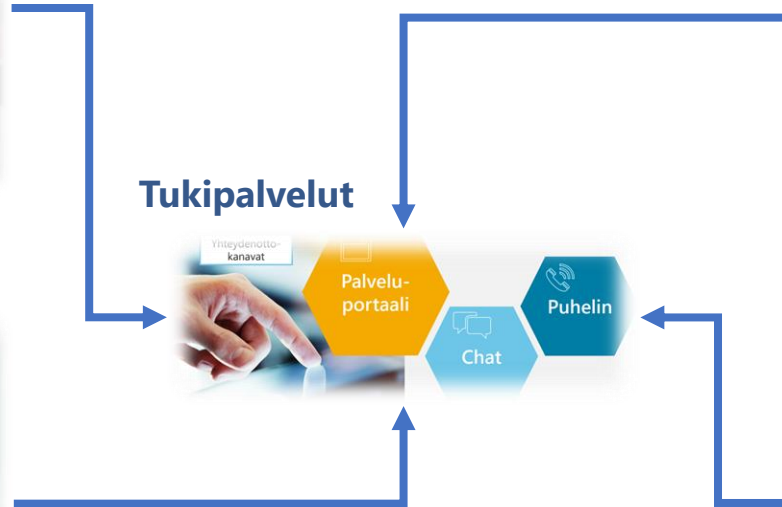 Tukipalvelut
Yhteydenotto-
kanavat
Palvelu-
portaali
Chat
Puhelin